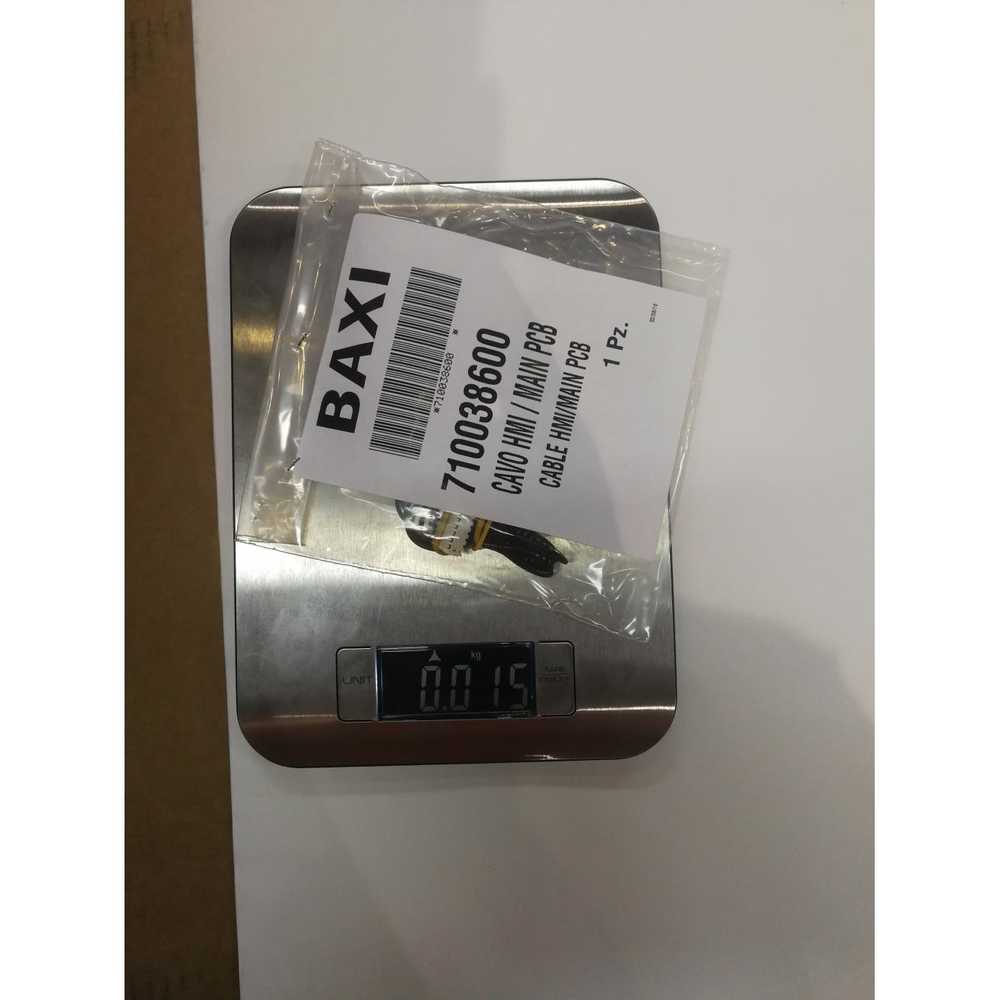 BAXI
*710038600 *
710038600
CAVO HMI / MAIN PCB
CABLE HMI/MAIN PCB
1 Pz.
UNIT
kg
0.015